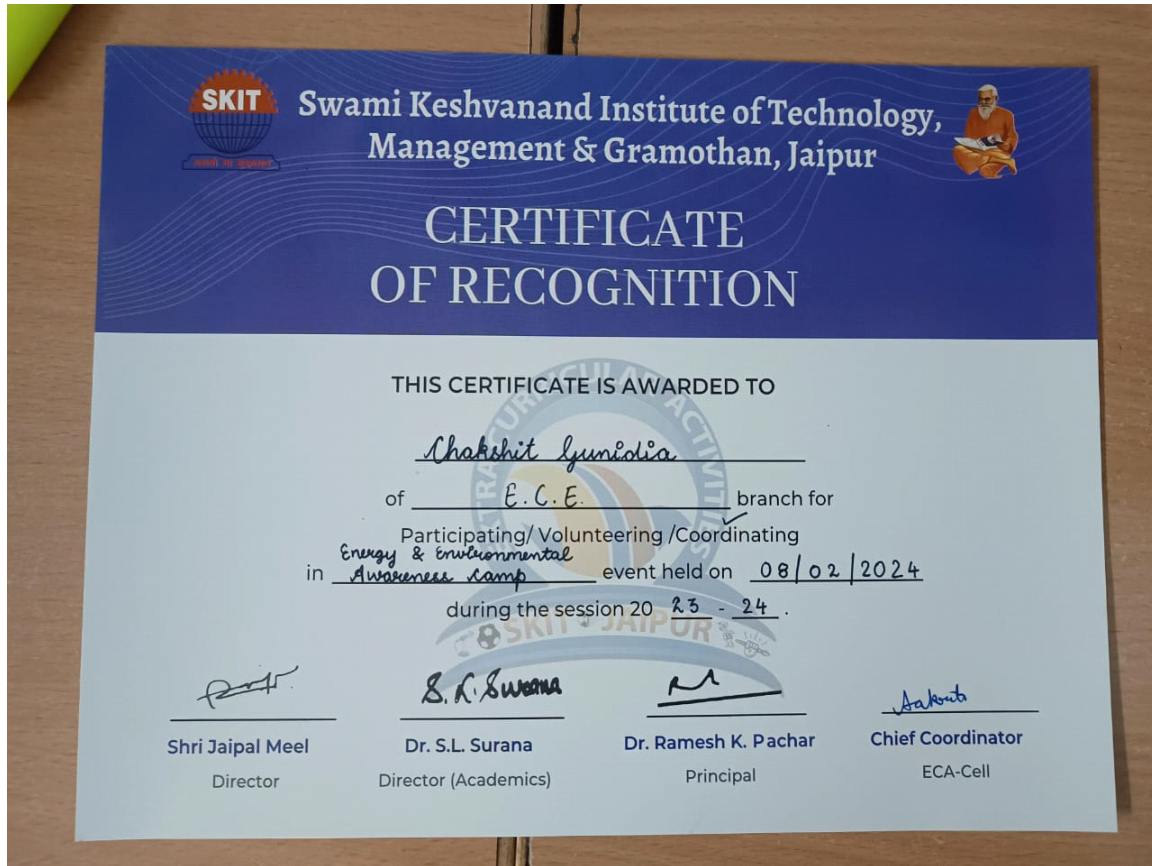 SKIT
Swami Keshvanand Institute of Technology,
Management & Gramothan, Jaipur
CERTIFICATE
OF RECOGNITION
THIS CERTIFICATE IS AWARDED TO
Chakshit Gunidia
of E.C.E. branch for
Participating/ Volunteering /Coordinating
Energy & Environmental
in Awareness Camp event held on 08/02/2024
during the session 20 23 - 24 .
EXTRACURRICULAR ACTIVITIES
SKIT JAIPUR
S.L. Surana
Shri Jaipal Meel
Dr. S.L. Surana
Dr. Ramesh K. Pachar
Chief Coordinator
Director
Director (Academics)
Principal
ECA-Cell